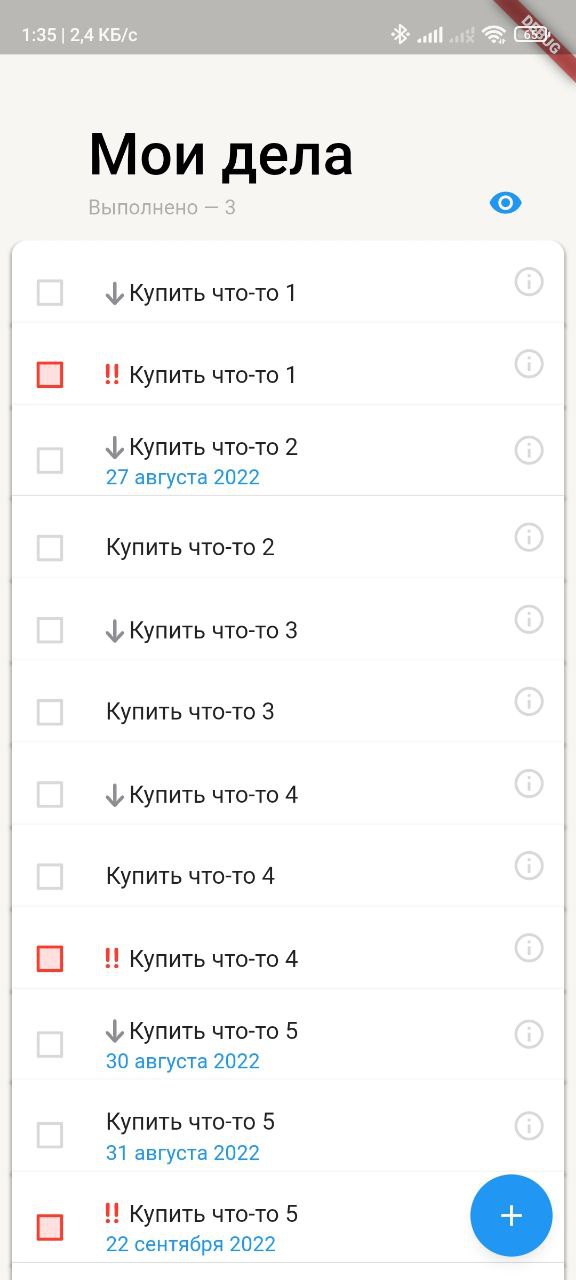 1:35 | 2,4 КБ/с
65
DEBUG
Мои дела
Выполнено — 3
Купить что-то 1
!! Купить что-то 1
Купить что-то 2
27 августа 2022
Купить что-то 2
Купить что-то 3
Купить что-то 3
Купить что-то 4
Купить что-то 4
!! Купить что-то 4
Купить что-то 5
30 августа 2022
Купить что-то 5
31 августа 2022
!! Купить что-то 5
22 сентября 2022